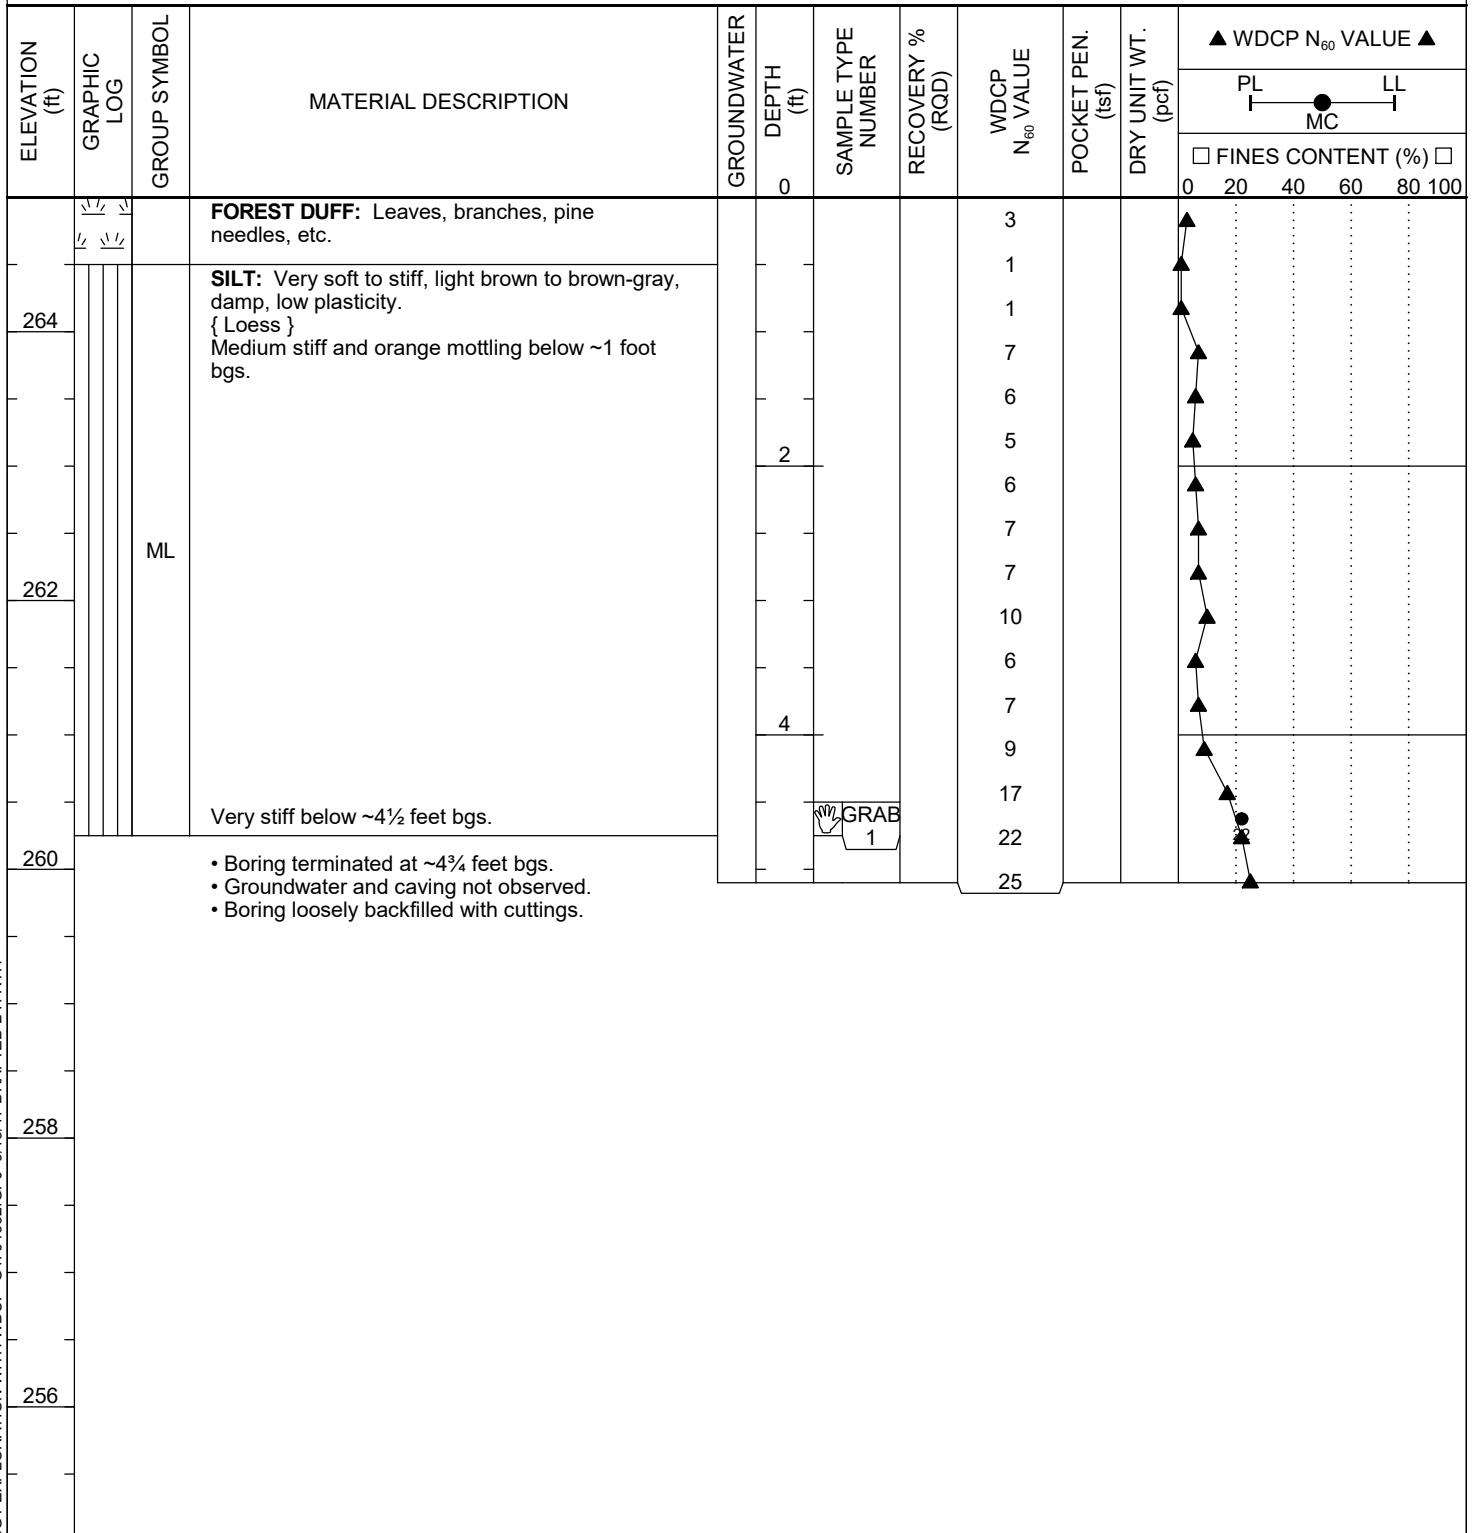 ELEVATION (ft)
GRAPHIC LOG
GROUP SYMBOL
MATERIAL DESCRIPTION
GROUNDWATER
DEPTH (ft)
0
SAMPLE TYPE NUMBER
RECOVERY % (RQD)
WDCP N60 VALUE
POCKET PEN. (tsf)
DRY UNIT WT. (pcf)
▲ WDCP N60 VALUE ▲
PL LL
MC
□ FINES CONTENT (%) □
0 20 40 60 80 100
FOREST DUFF: Leaves, branches, pine
needles, etc.
3
1
SILT: Very soft to stiff, light brown to brown-gray,
damp, low plasticity.
{ Loess }
Medium stiff and orange mottling below ~1 foot
bgs.
264
1
7
6
5
2
6
7
ML
7
262
10
6
7
4
9
17
Very stiff below ~4½ feet bgs.
GRAB
1
22
• Boring terminated at ~4¾ feet bgs.
• Groundwater and caving not observed.
• Boring loosely backfilled with cuttings.
260
25
258
256